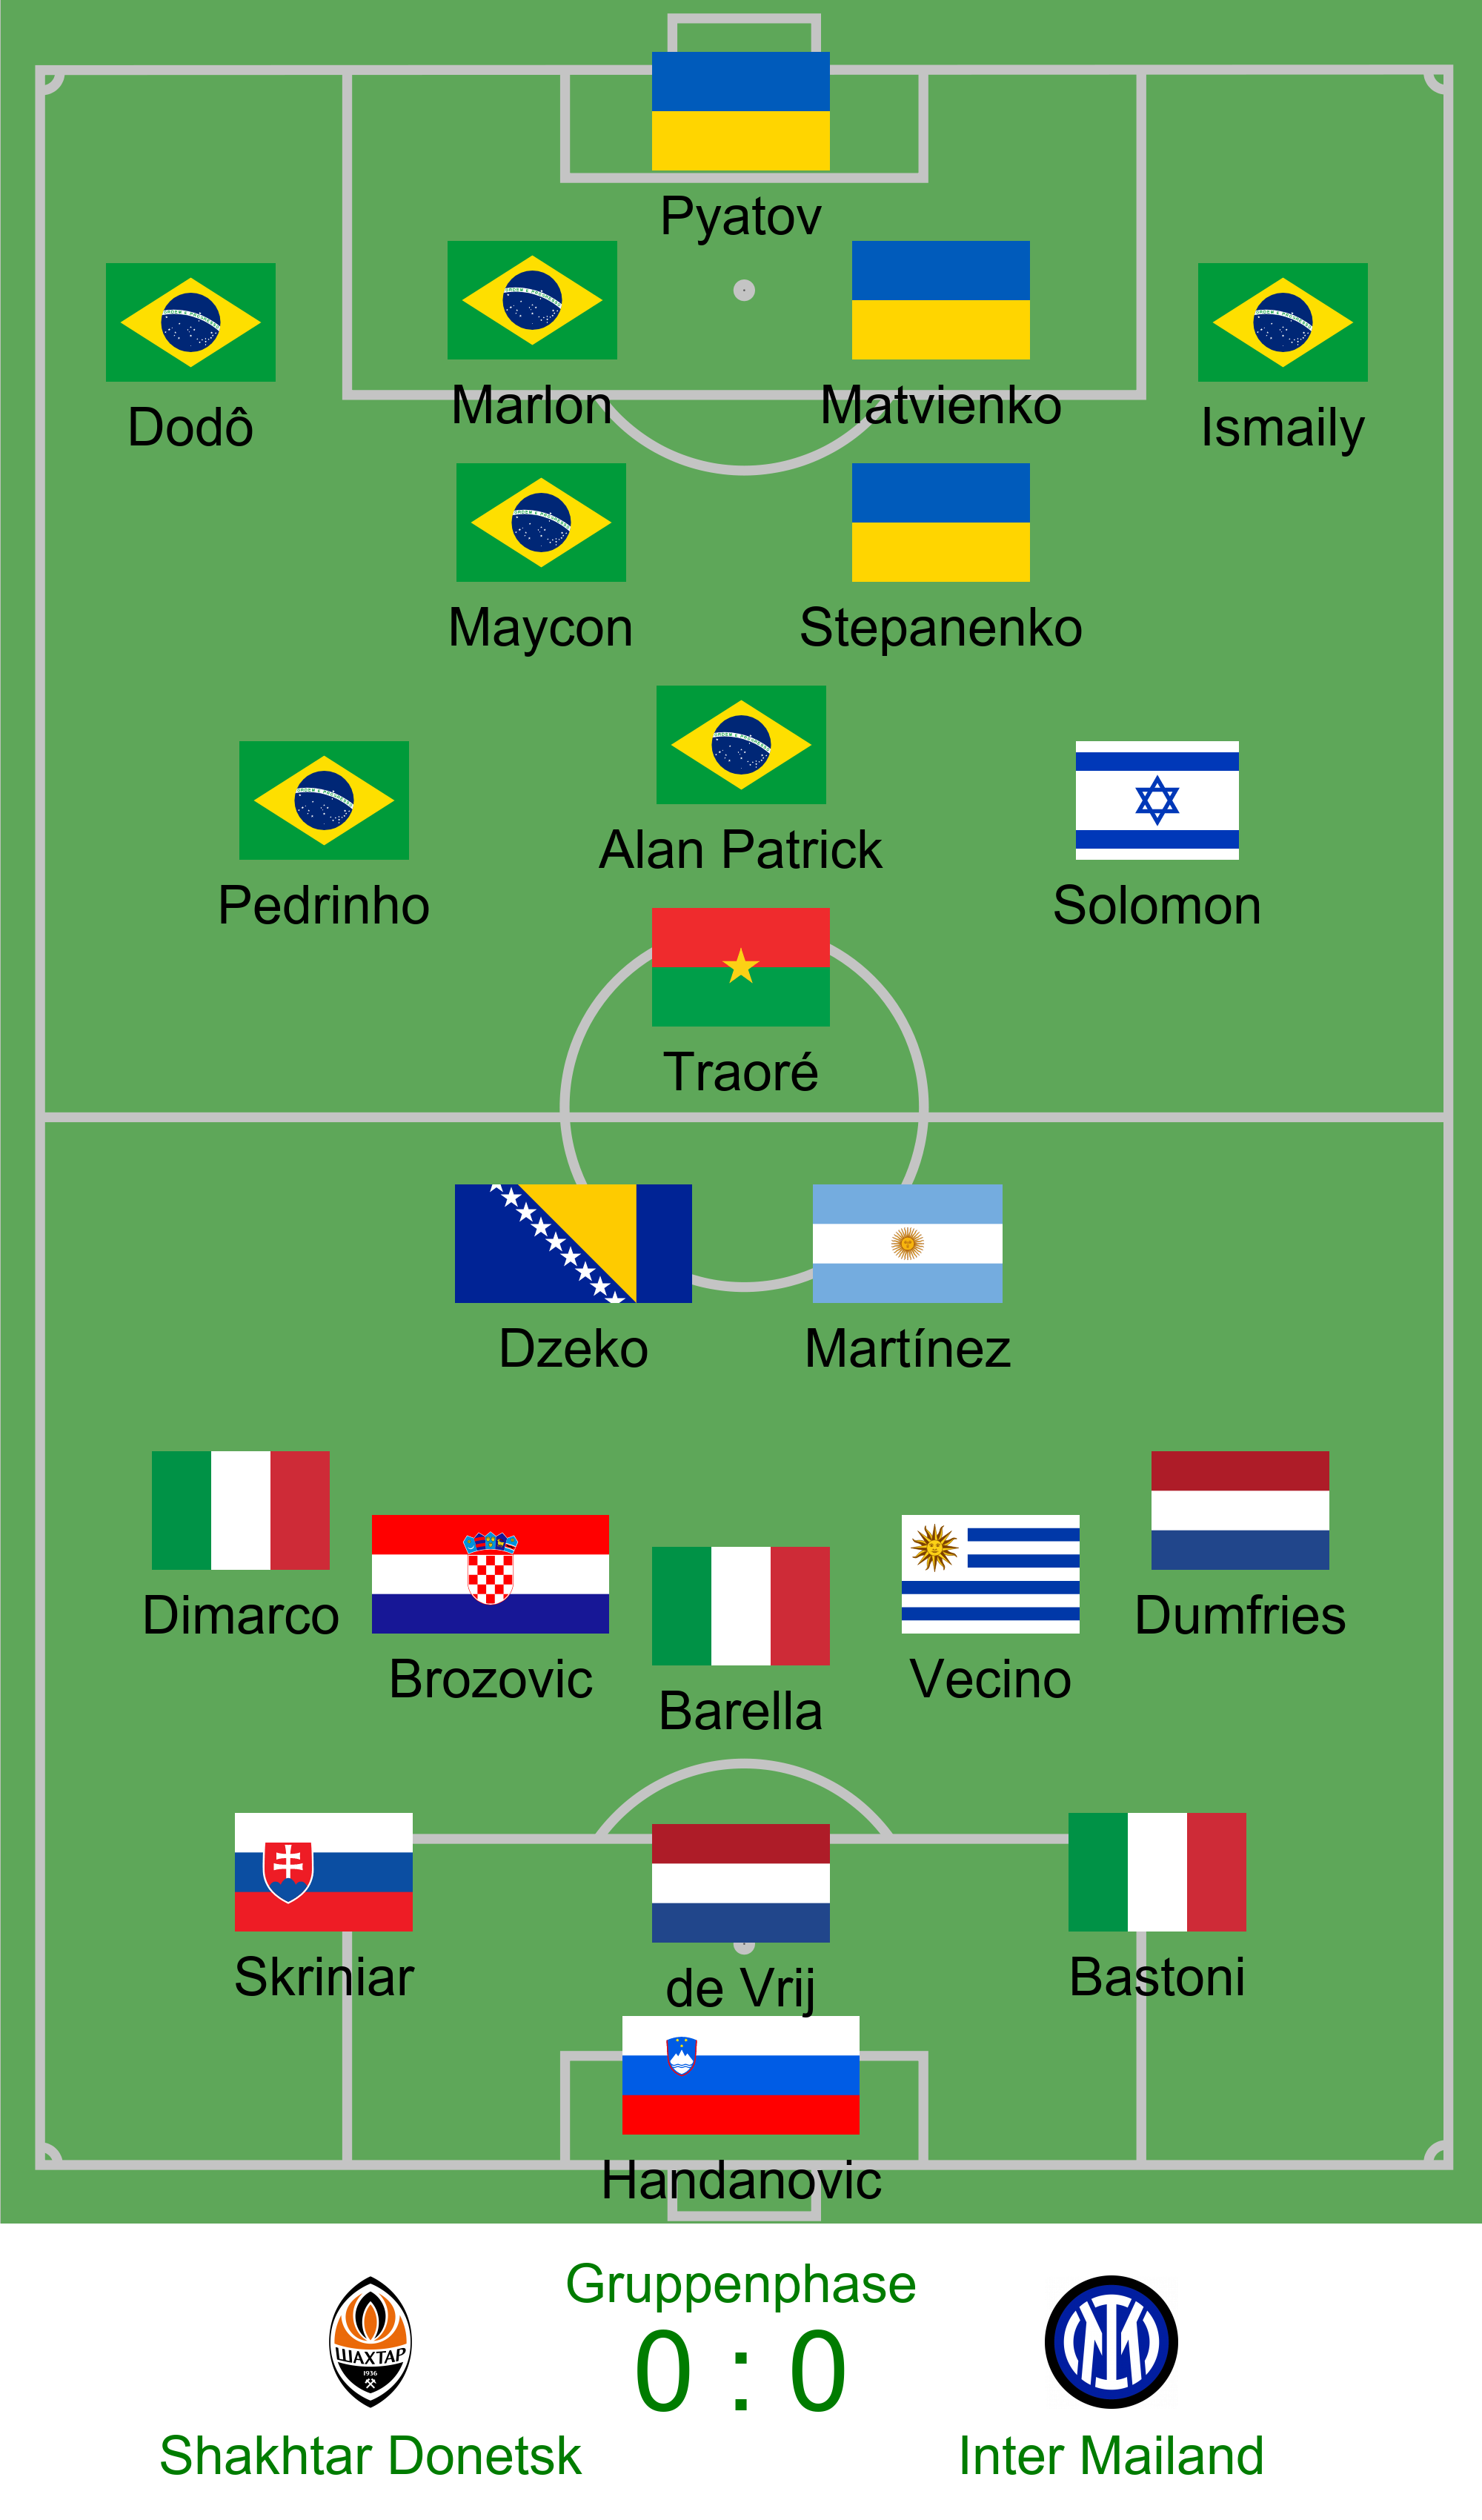 Pyatov
Dodô
Marlon
Matvienko
Ismaily
Maycon
Stepanenko
Pedrinho
Alan Patrick
Solomon
Traoré
Dzeko
Martínez
Dimarco
Brozovic
Barella
Vecino
Dumfries
Skriniar
de Vrij
Bastoni
Handanovic
Gruppenphase
0 : 0
ШАХТАР
1936
Shakhtar Donetsk
Inter Mailand